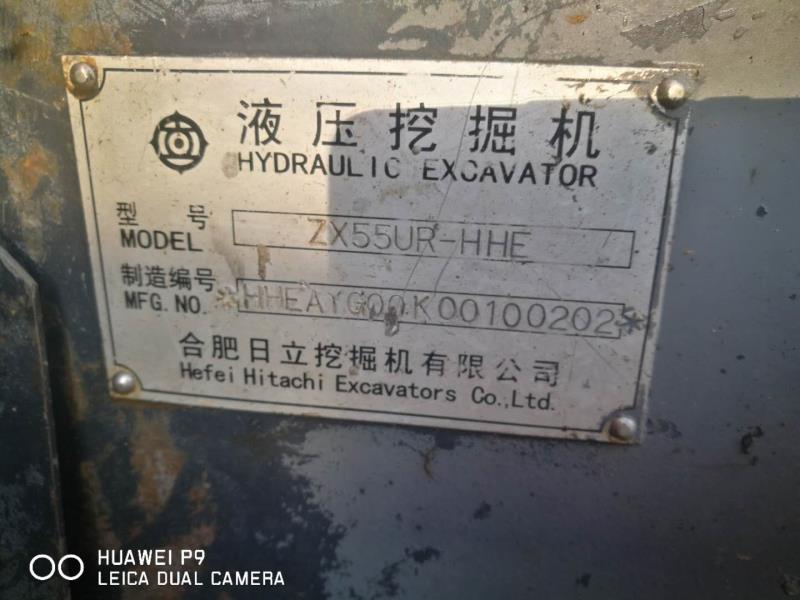 液压挖掘机
HYDRAULIC EXCAVATOR
型 号
MODEL ZX55UR-HHE
制造编号
MFG. NO. *HHEAYG00K00100202*
合肥日立挖掘机有限公司
Hefei Hitachi Excavators Co.,Ltd.
HUAWEI P9
LEICA DUAL CAMERA